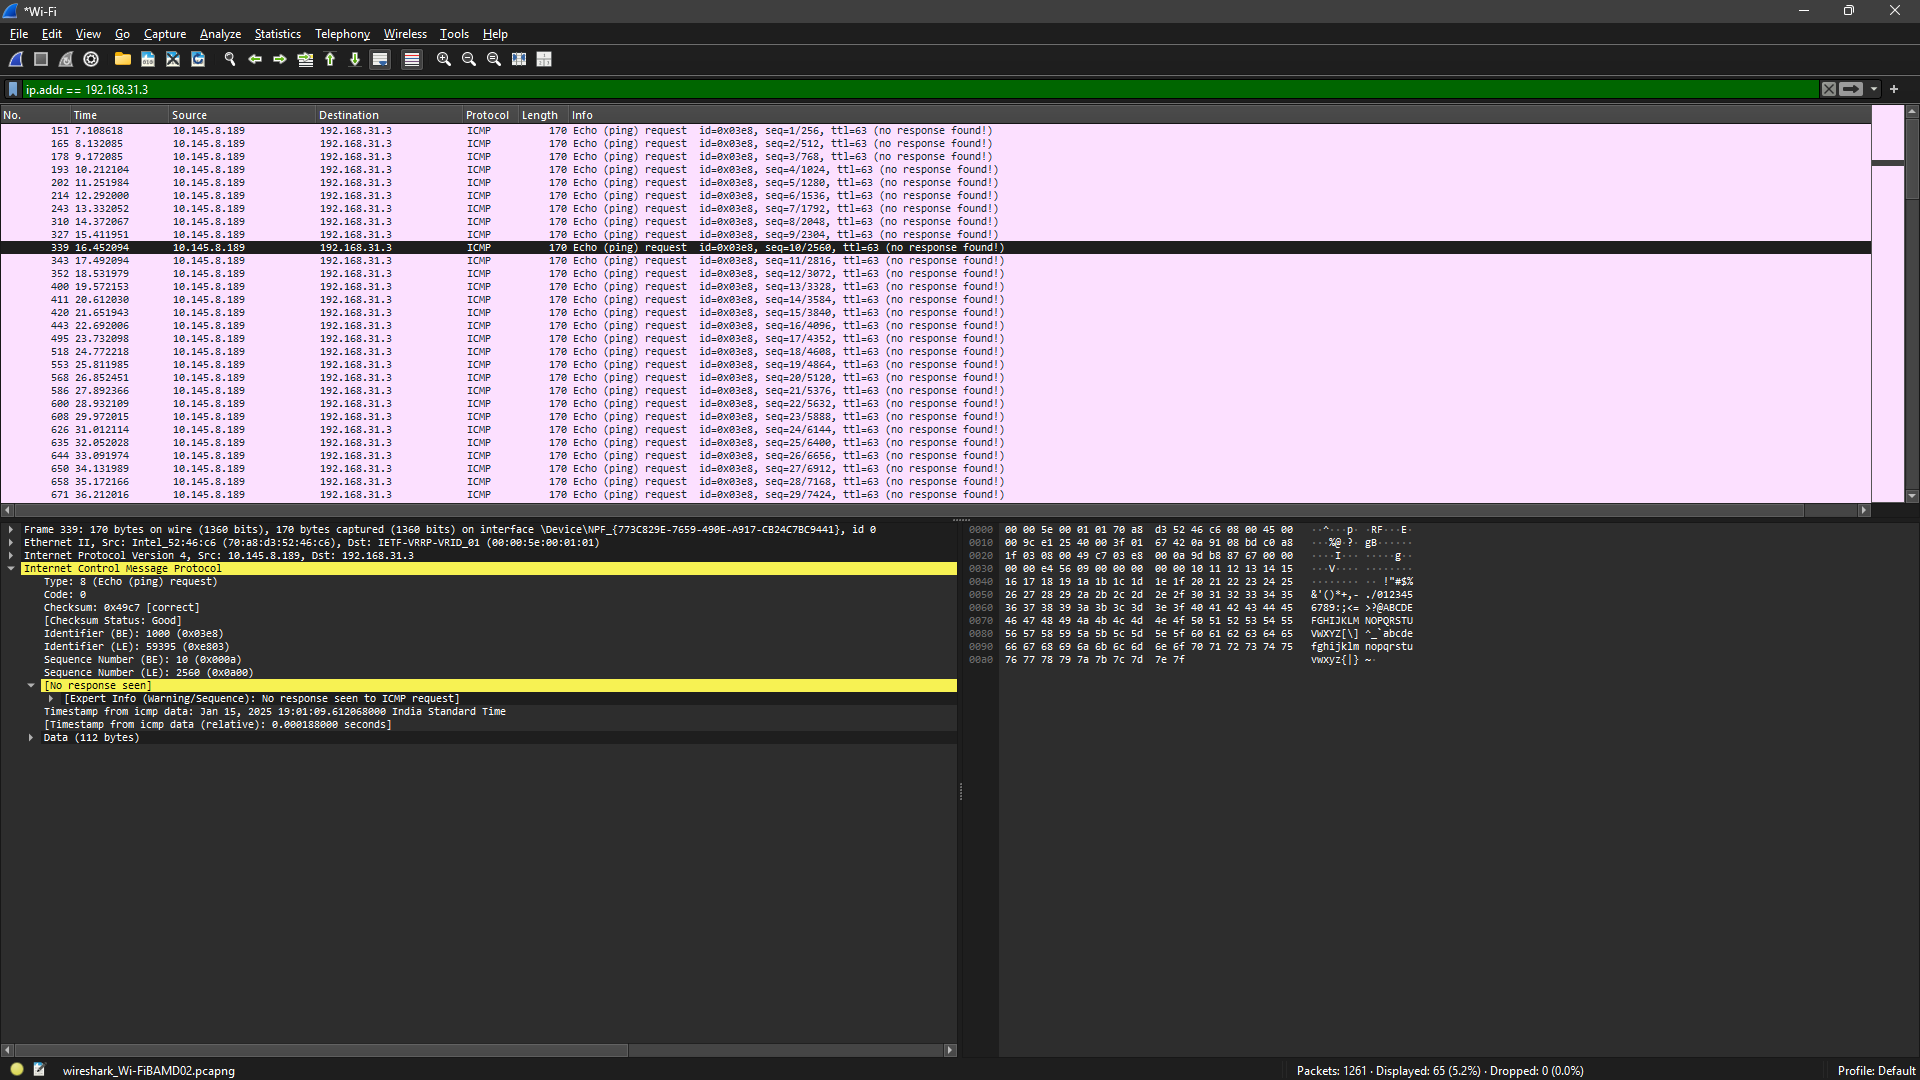 *Wi-Fi
File Edit View Go Capture Analyze Statistics Telephony Wireless Tools Help
ip.addr == 192.168.31.3
No. Time Source Destination Protocol Length Info
151 7.108618 10.145.8.189 192.168.31.3 ICMP 170 Echo (ping) request id=0x03e8, seq=1/256, ttl=63 (no response found!)
165 8.132085 10.145.8.189 192.168.31.3 ICMP 170 Echo (ping) request id=0x03e8, seq=2/512, ttl=63 (no response found!)
178 9.172085 10.145.8.189 192.168.31.3 ICMP 170 Echo (ping) request id=0x03e8, seq=3/768, ttl=63 (no response found!)
193 10.212104 10.145.8.189 192.168.31.3 ICMP 170 Echo (ping) request id=0x03e8, seq=4/1024, ttl=63 (no response found!)
202 11.251984 10.145.8.189 192.168.31.3 ICMP 170 Echo (ping) request id=0x03e8, seq=5/1280, ttl=63 (no response found!)
214 12.292000 10.145.8.189 192.168.31.3 ICMP 170 Echo (ping) request id=0x03e8, seq=6/1536, ttl=63 (no response found!)
243 13.332052 10.145.8.189 192.168.31.3 ICMP 170 Echo (ping) request id=0x03e8, seq=7/1792, ttl=63 (no response found!)
310 14.372067 10.145.8.189 192.168.31.3 ICMP 170 Echo (ping) request id=0x03e8, seq=8/2048, ttl=63 (no response found!)
327 15.411951 10.145.8.189 192.168.31.3 ICMP 170 Echo (ping) request id=0x03e8, seq=9/2304, ttl=63 (no response found!)
339 16.452094 10.145.8.189 192.168.31.3 ICMP 170 Echo (ping) request id=0x03e8, seq=10/2560, ttl=63 (no response found!)
343 17.492094 10.145.8.189 192.168.31.3 ICMP 170 Echo (ping) request id=0x03e8, seq=11/2816, ttl=63 (no response found!)
352 18.531979 10.145.8.189 192.168.31.3 ICMP 170 Echo (ping) request id=0x03e8, seq=12/3072, ttl=63 (no response found!)
400 19.572153 10.145.8.189 192.168.31.3 ICMP 170 Echo (ping) request id=0x03e8, seq=13/3328, ttl=63 (no response found!)
411 20.612030 10.145.8.189 192.168.31.3 ICMP 170 Echo (ping) request id=0x03e8, seq=14/3584, ttl=63 (no response found!)
420 21.651943 10.145.8.189 192.168.31.3 ICMP 170 Echo (ping) request id=0x03e8, seq=15/3840, ttl=63 (no response found!)
443 22.692006 10.145.8.189 192.168.31.3 ICMP 170 Echo (ping) request id=0x03e8, seq=16/4096, ttl=63 (no response found!)
495 23.732098 10.145.8.189 192.168.31.3 ICMP 170 Echo (ping) request id=0x03e8, seq=17/4352, ttl=63 (no response found!)
518 24.772218 10.145.8.189 192.168.31.3 ICMP 170 Echo (ping) request id=0x03e8, seq=18/4608, ttl=63 (no response found!)
553 25.811985 10.145.8.189 192.168.31.3 ICMP 170 Echo (ping) request id=0x03e8, seq=19/4864, ttl=63 (no response found!)
568 26.852451 10.145.8.189 192.168.31.3 ICMP 170 Echo (ping) request id=0x03e8, seq=20/5120, ttl=63 (no response found!)
586 27.892366 10.145.8.189 192.168.31.3 ICMP 170 Echo (ping) request id=0x03e8, seq=21/5376, ttl=63 (no response found!)
600 28.932109 10.145.8.189 192.168.31.3 ICMP 170 Echo (ping) request id=0x03e8, seq=22/5632, ttl=63 (no response found!)
608 29.972015 10.145.8.189 192.168.31.3 ICMP 170 Echo (ping) request id=0x03e8, seq=23/5888, ttl=63 (no response found!)
626 31.012114 10.145.8.189 192.168.31.3 ICMP 170 Echo (ping) request id=0x03e8, seq=24/6144, ttl=63 (no response found!)
635 32.052028 10.145.8.189 192.168.31.3 ICMP 170 Echo (ping) request id=0x03e8, seq=25/6400, ttl=63 (no response found!)
644 33.091974 10.145.8.189 192.168.31.3 ICMP 170 Echo (ping) request id=0x03e8, seq=26/6656, ttl=63 (no response found!)
650 34.131989 10.145.8.189 192.168.31.3 ICMP 170 Echo (ping) request id=0x03e8, seq=27/6912, ttl=63 (no response found!)
658 35.172166 10.145.8.189 192.168.31.3 ICMP 170 Echo (ping) request id=0x03e8, seq=28/7168, ttl=63 (no response found!)
671 36.212016 10.145.8.189 192.168.31.3 ICMP 170 Echo (ping) request id=0x03e8, seq=29/7424, ttl=63 (no response found!)
Frame 339: 170 bytes on wire (1360 bits), 170 bytes captured (1360 bits) on interface \Device\NPF_{773C829E-7659-490E-A917-CB24C7BC9441}, id 0
Ethernet II, Src: Intel_52:46:c6 (70:a8:d3:52:46:c6), Dst: IETF-VRRP-VRID_01 (00:00:5e:00:01:01)
Internet Protocol Version 4, Src: 10.145.8.189, Dst: 192.168.31.3
Internet Control Message Protocol
Type: 8 (Echo (ping) request)
Code: 0
Checksum: 0x49c7 [correct]
[Checksum Status: Good]
Identifier (BE): 1000 (0x03e8)
Identifier (LE): 59395 (0xe803)
Sequence Number (BE): 10 (0x000a)
Sequence Number (LE): 2560 (0x0a00)
[No response seen]
[Expert Info (Warning/Sequence): No response seen to ICMP request]
Timestamp from icmp data: Jan 15, 2025 19:01:09.612068000 India Standard Time
[Timestamp from icmp data (relative): 0.000188000 seconds]
Data (112 bytes)
0000 00 00 5e 00 01 01 70 a8 d3 52 46 c6 08 00 45 00 ··^···p· ·RF···E·
0010 00 9c e1 25 40 00 3f 01 67 42 0a 91 08 bd c0 a8 ···%@·?· gB······
0020 1f 03 08 00 49 c7 03 e8 00 0a 9d b8 87 67 00 00 ····I··· ·····g··
0030 00 00 e4 56 09 00 00 00 00 00 10 11 12 13 14 15 ···V···· ········
0040 16 17 18 19 1a 1b 1c 1d 1e 1f 20 21 22 23 24 25 ········ ·· !"#$%
0050 26 27 28 29 2a 2b 2c 2d 2e 2f 30 31 32 33 34 35 &'()*+,- ./012345
0060 36 37 38 39 3a 3b 3c 3d 3e 3f 40 41 42 43 44 45 6789:;<= >?@ABCDE
0070 46 47 48 49 4a 4b 4c 4d 4e 4f 50 51 52 53 54 55 FGHIJKLM NOPQRSTU
0080 56 57 58 59 5a 5b 5c 5d 5e 5f 60 61 62 63 64 65 VWXYZ[\] ^_`abcde
0090 66 67 68 69 6a 6b 6c 6d 6e 6f 70 71 72 73 74 75 fghijklm nopqrstu
00a0 76 77 78 79 7a 7b 7c 7d 7e 7f vwxyz{|} ~·
wireshark_Wi-FiBAMD02.pcapng
Packets: 1261 · Displayed: 65 (5.2%) · Dropped: 0 (0.0%)
Profile: Default